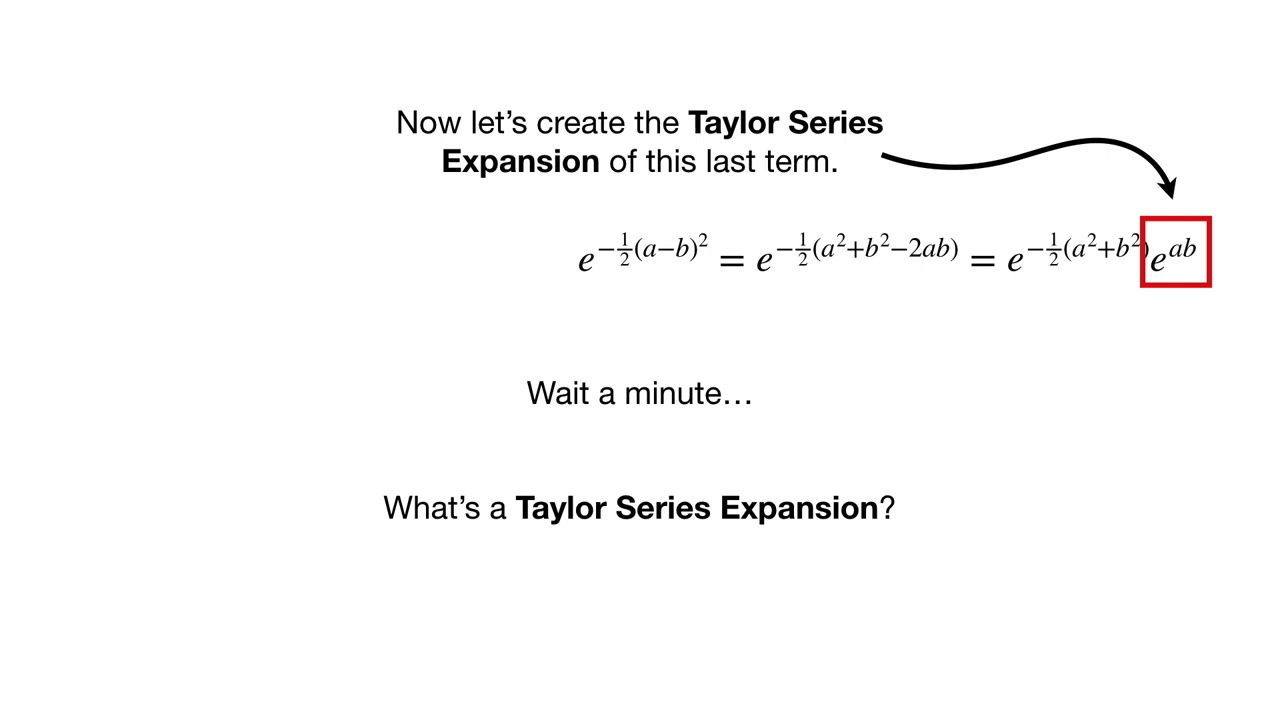 Now let’s create the Taylor Series
Expansion of this last term.
e^{-\frac{1}{2}(a-b)^2} = e^{-\frac{1}{2}(a^2+b^2-2ab)} = e^{-\frac{1}{2}(a^2+b^2)}e^{ab}
Wait a minute…
What’s a Taylor Series Expansion?